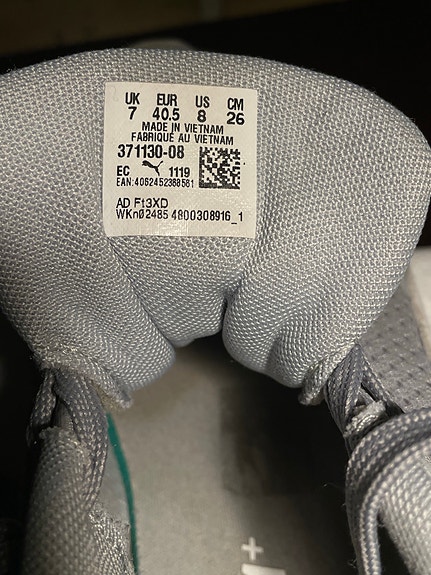 UK EUR US CM
7 40.5 8 26
MADE IN VIETNAM
FABRIQUÉ AU VIETNAM
371130-08
EC 1119
EAN:4062452388581
AD Ft3XD
WKn02485 4800308916_1
+